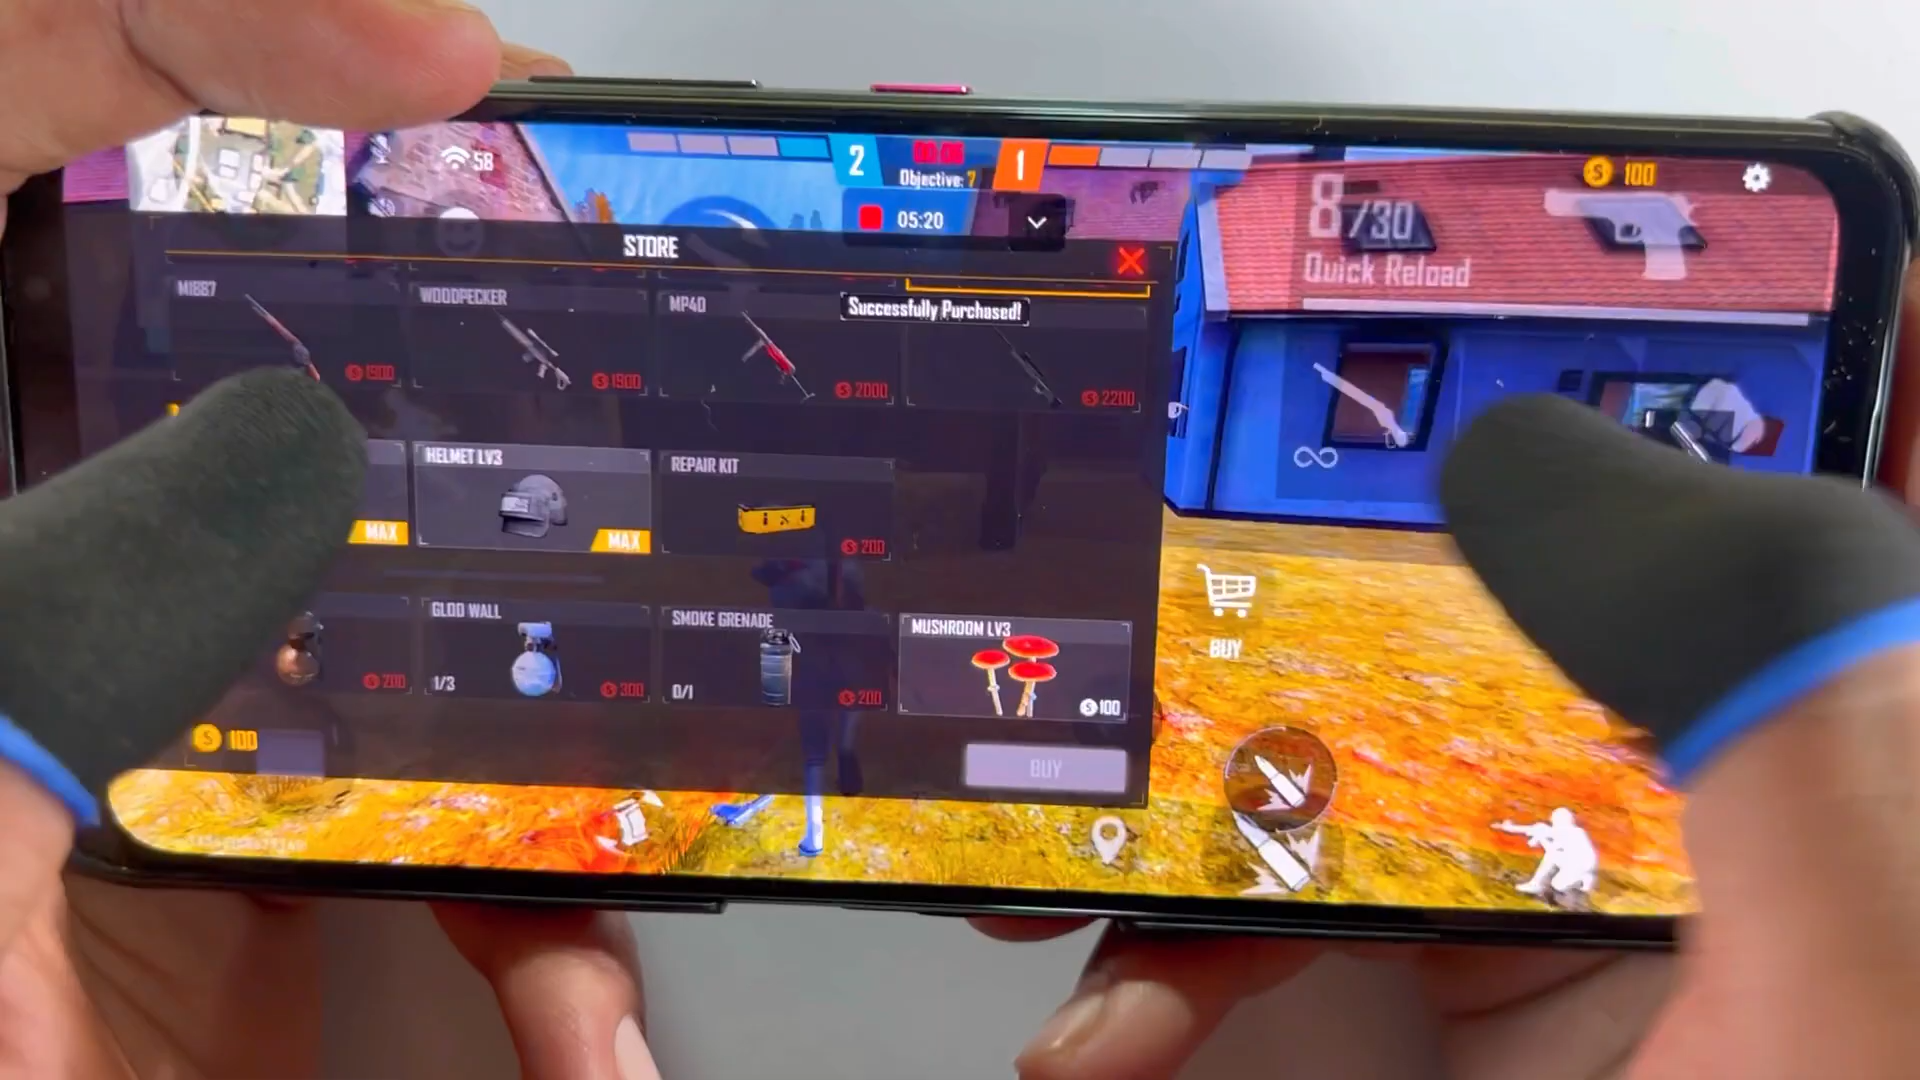 58
2
1
Objective: 7
05:20
100
8/30
Quick Reload
STORE
M1887
WOODPECKER
MP40
Successfully Purchased!
1900
1900
2000
2200
HELMET LV3
REPAIR KIT
MAX
MAX
200
GLOO WALL
SMOKE GRENADE
MUSHROOM LV3
200
1/3
300
0/1
200
100
BUY
100
BUY